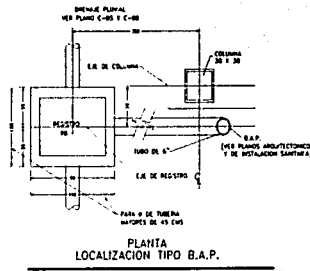 DRENAJE PLUVIAL
VER PLANO C-05 Y C-08
COLUMNA
30 X 30
EJE DE COLUMNA
REGISTRO
B.A.P.
(VER PLANOS ARQUITECTONICO
Y DE INSTALACION SANITARIA)
TUBO DE 6"
EJE DE REGISTRO
PARA Ø DE TUBERIA
MAYORES DE 45 CMS
PLANTA
LOCALIZACION TIPO B.A.P.